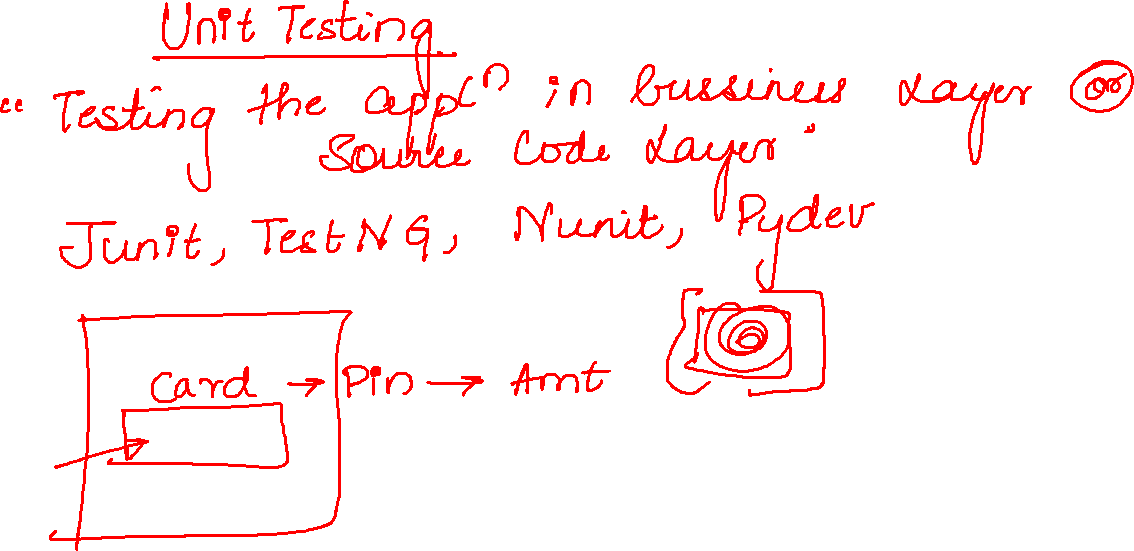 Unit Testing
"Testing the appl(n) in bussiness Layer or
Source Code Layer"
Junit, TestNG, Nunit, Pydev
Card → Pin → Amt